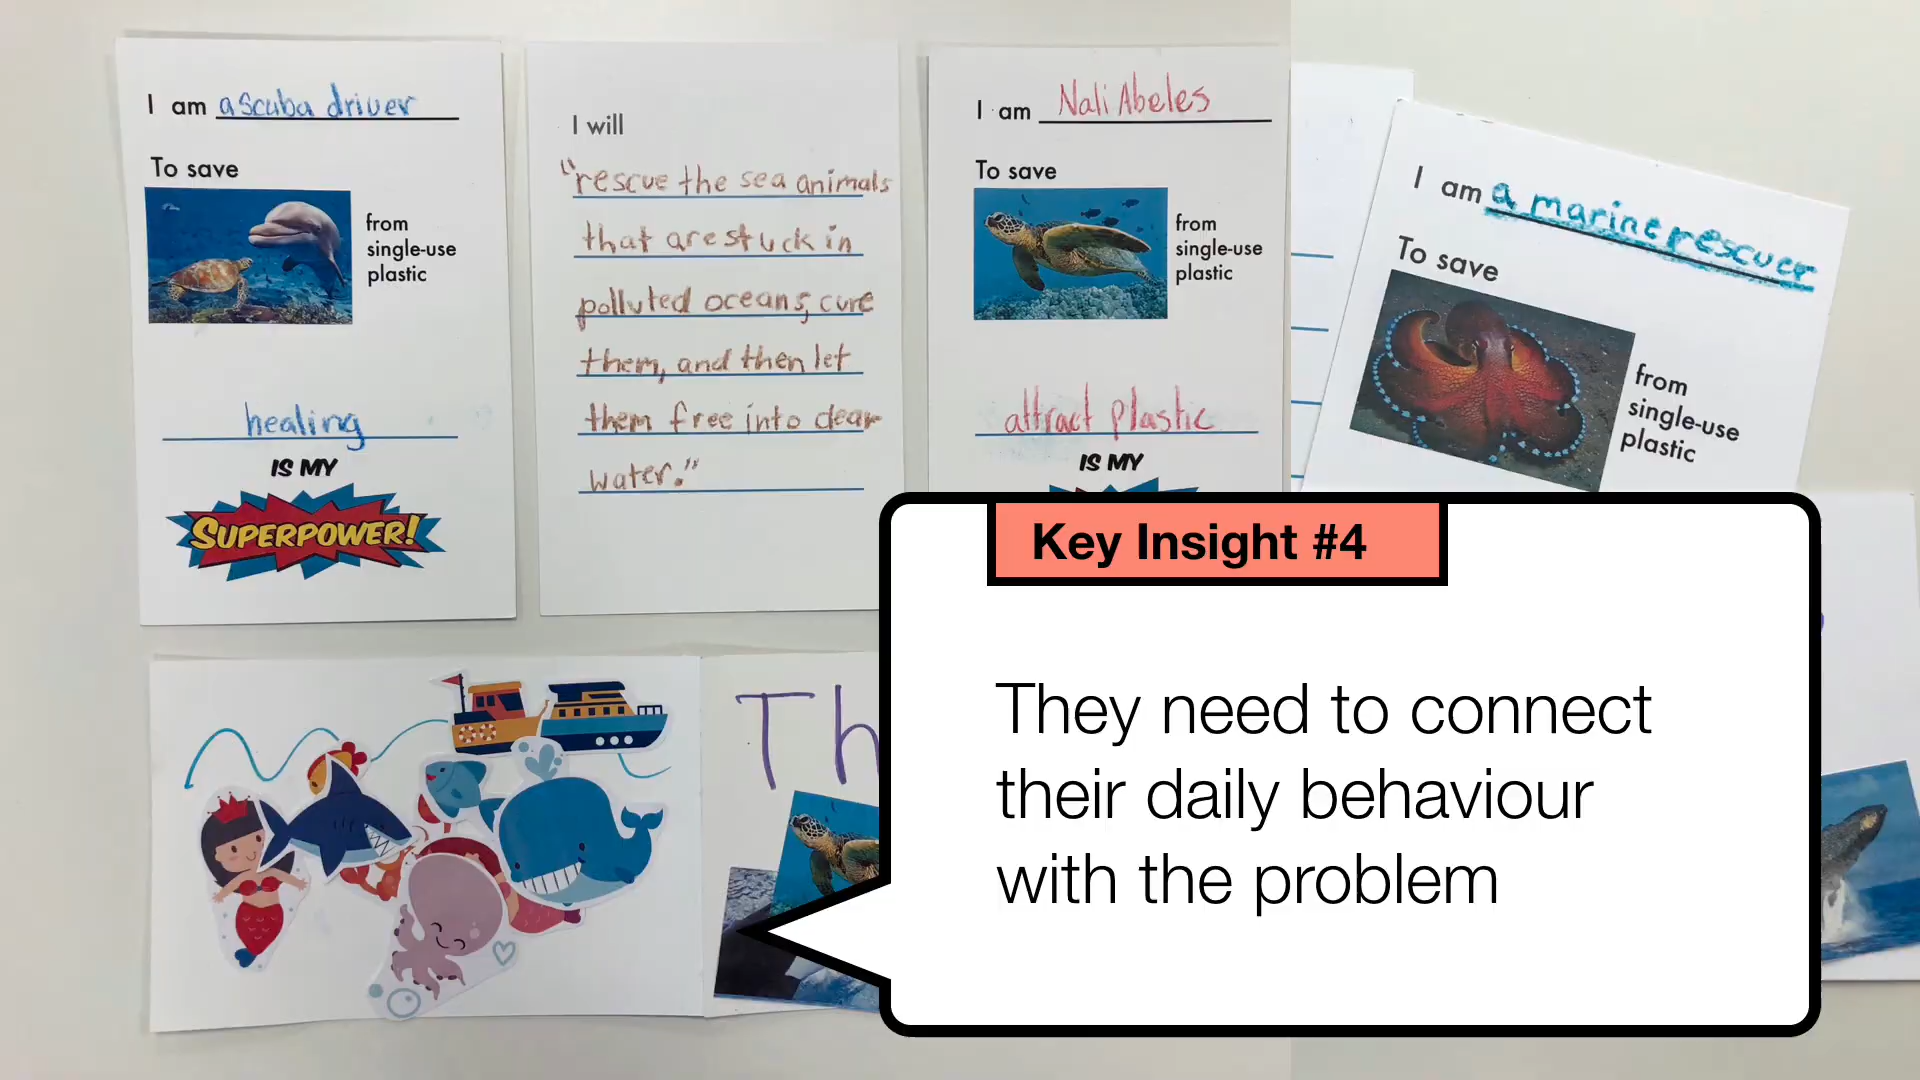 I am a scuba driver
To save
from
single-use
plastic
healing
IS MY
SUPERPOWER!
I will
"rescue the sea animals
that are stuck in
polluted oceans, cure
them, and then let
them free into clear
water."
I am Nali Abeles
To save
from
single-use
plastic
attract plastic
IS MY
I am a marine rescuer
To save
from
single-use
plastic
Th
Key Insight #4
They need to connect
their daily behaviour
with the problem